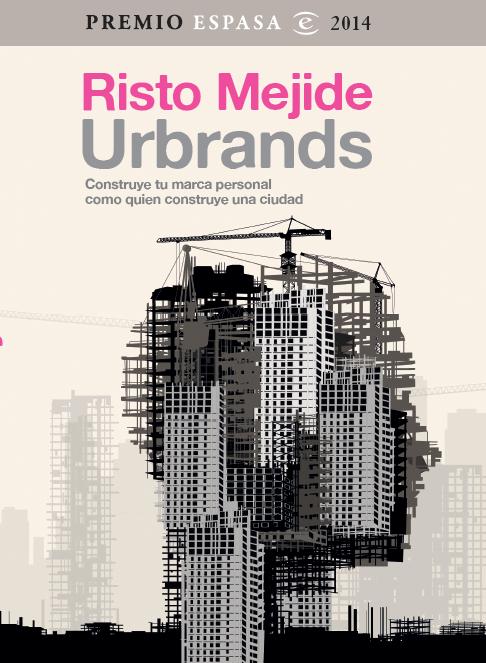 PREMIO ESPASA e 2014
Risto Mejide
Urbrands
Construye tu marca personal
como quien construye una ciudad